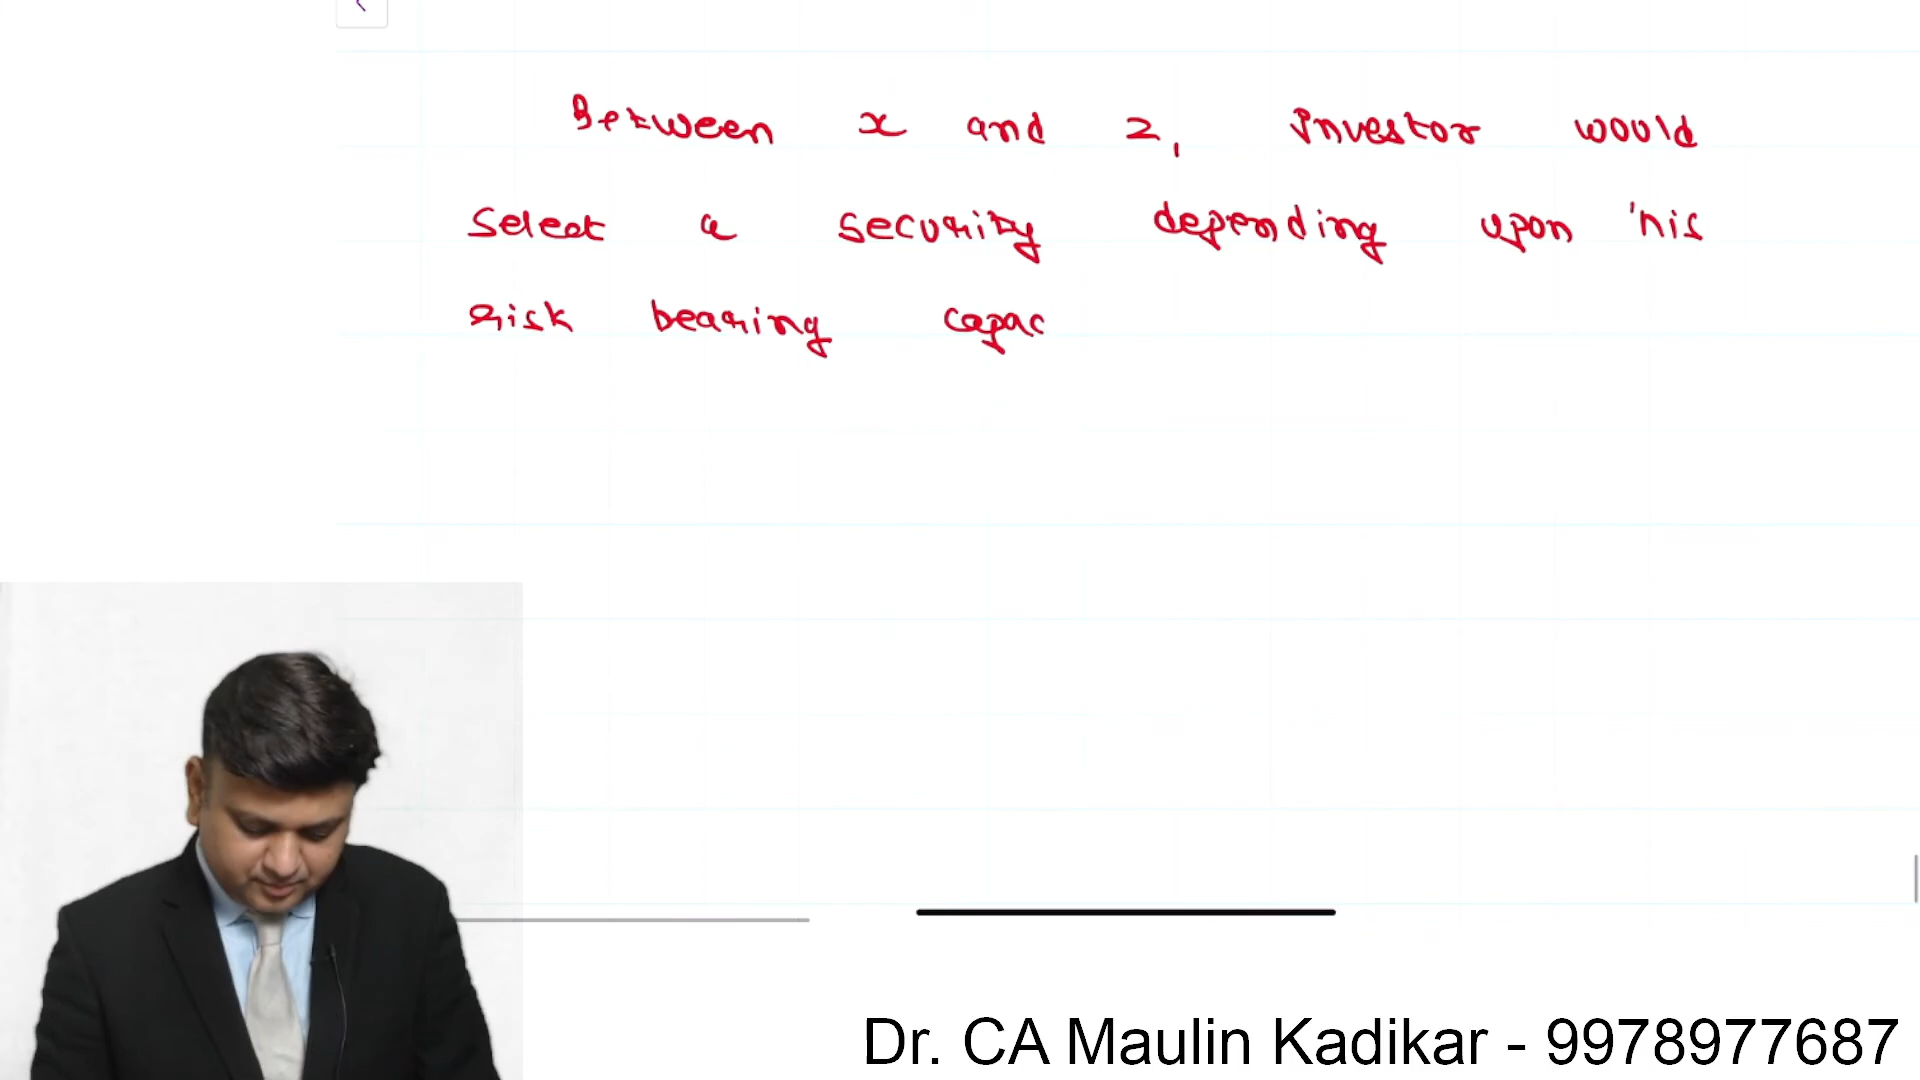 Between x and z, Investor would
select a security depending upon his
risk bearing capac
Dr. CA Maulin Kadikar - 9978977687